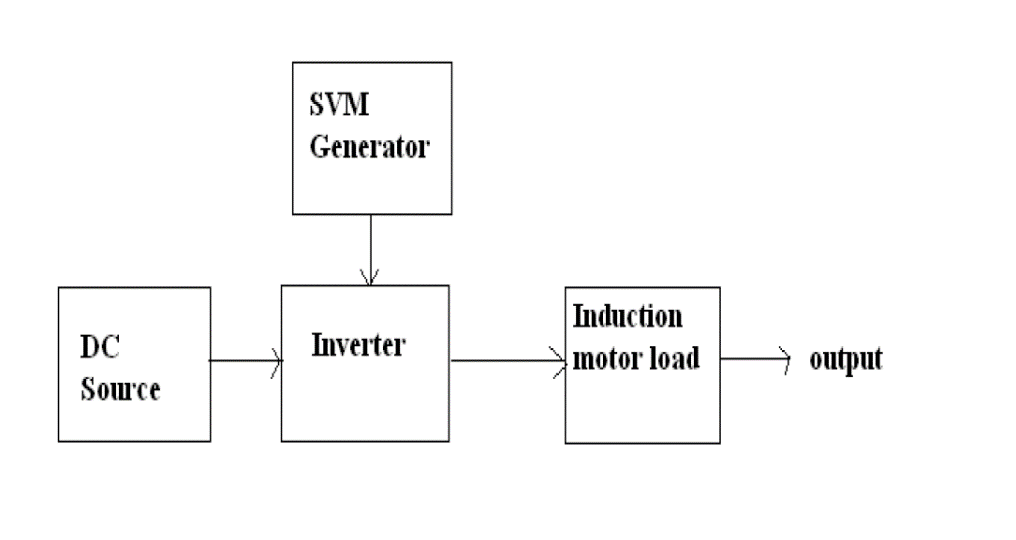 SVM
Generator
DC
Source
Inverter
Induction
motor load
output